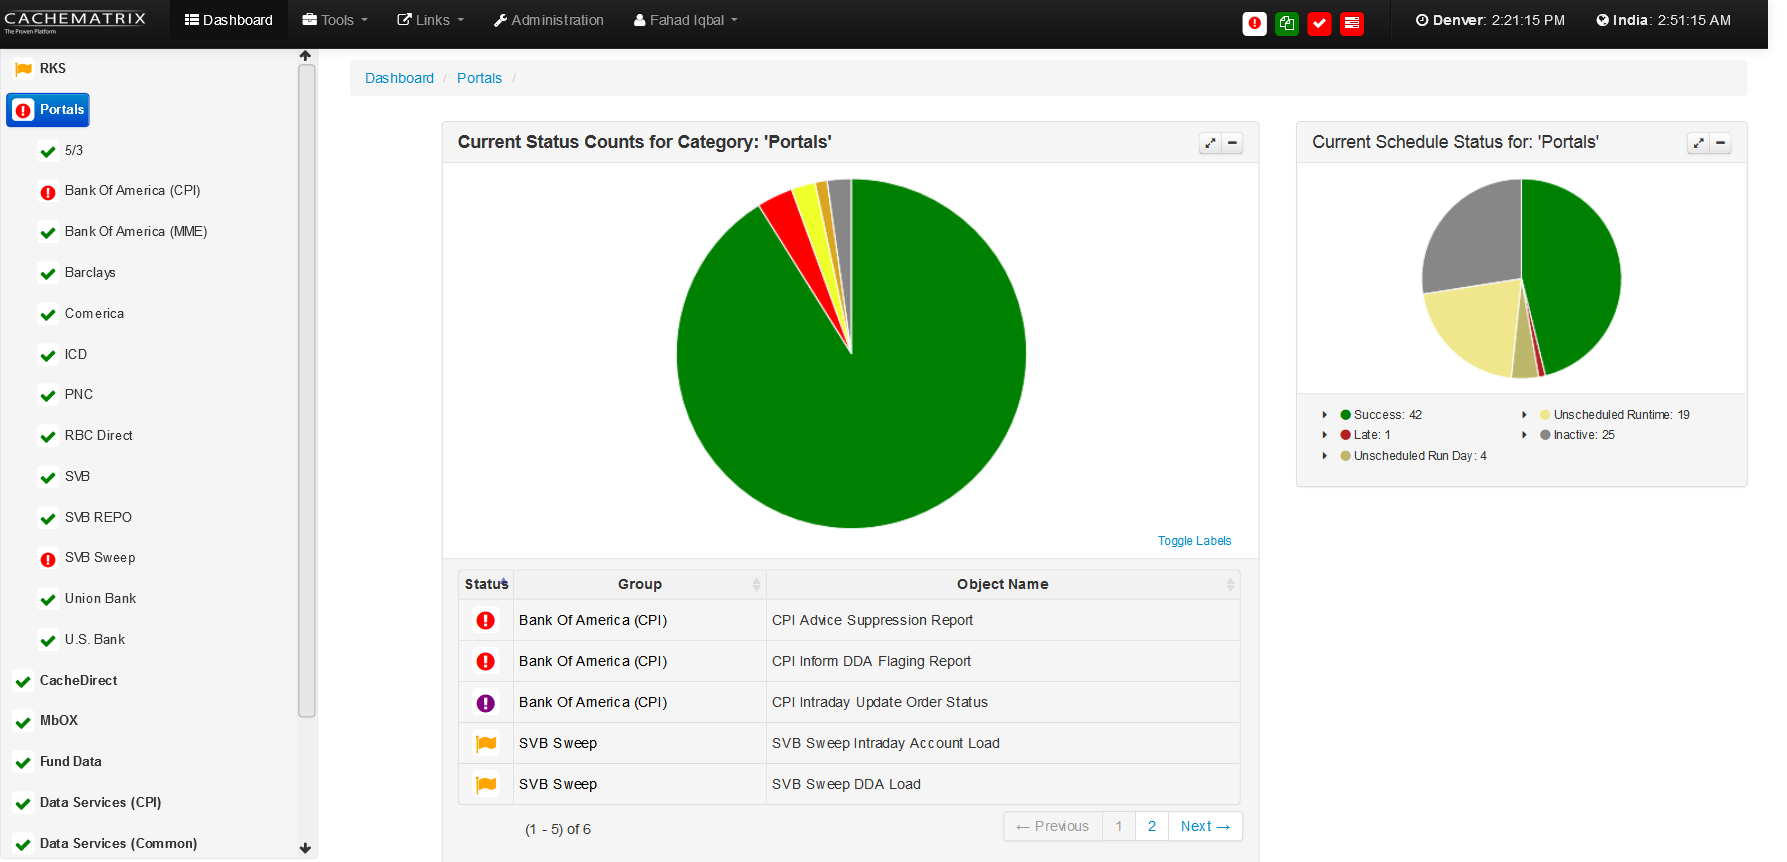 CACHEMATRIX
The Proven Platform
Dashboard
Tools
Links
Administration
Fahad Iqbal
Denver: 2:21:15 PM
India: 2:51:15 AM
RKS
Portals
5/3
Bank Of America (CPI)
Bank Of America (MME)
Barclays
Comerica
ICD
PNC
RBC Direct
SVB
SVB REPO
SVB Sweep
Union Bank
U.S. Bank
CacheDirect
MbOX
Fund Data
Data Services (CPI)
Data Services (Common)
Dashboard / Portals /
Current Status Counts for Category: 'Portals'
Toggle Labels
Status Group Object Name
Bank Of America (CPI) CPI Advice Suppression Report
Bank Of America (CPI) CPI Inform DDA Flaging Report
Bank Of America (CPI) CPI Intraday Update Order Status
SVB Sweep SVB Sweep Intraday Account Load
SVB Sweep SVB Sweep DDA Load
(1 - 5) of 6
← Previous 1 2 Next →
Current Schedule Status for: 'Portals'
Success: 42
Late: 1
Unscheduled Run Day: 4
Unscheduled Runtime: 19
Inactive: 25